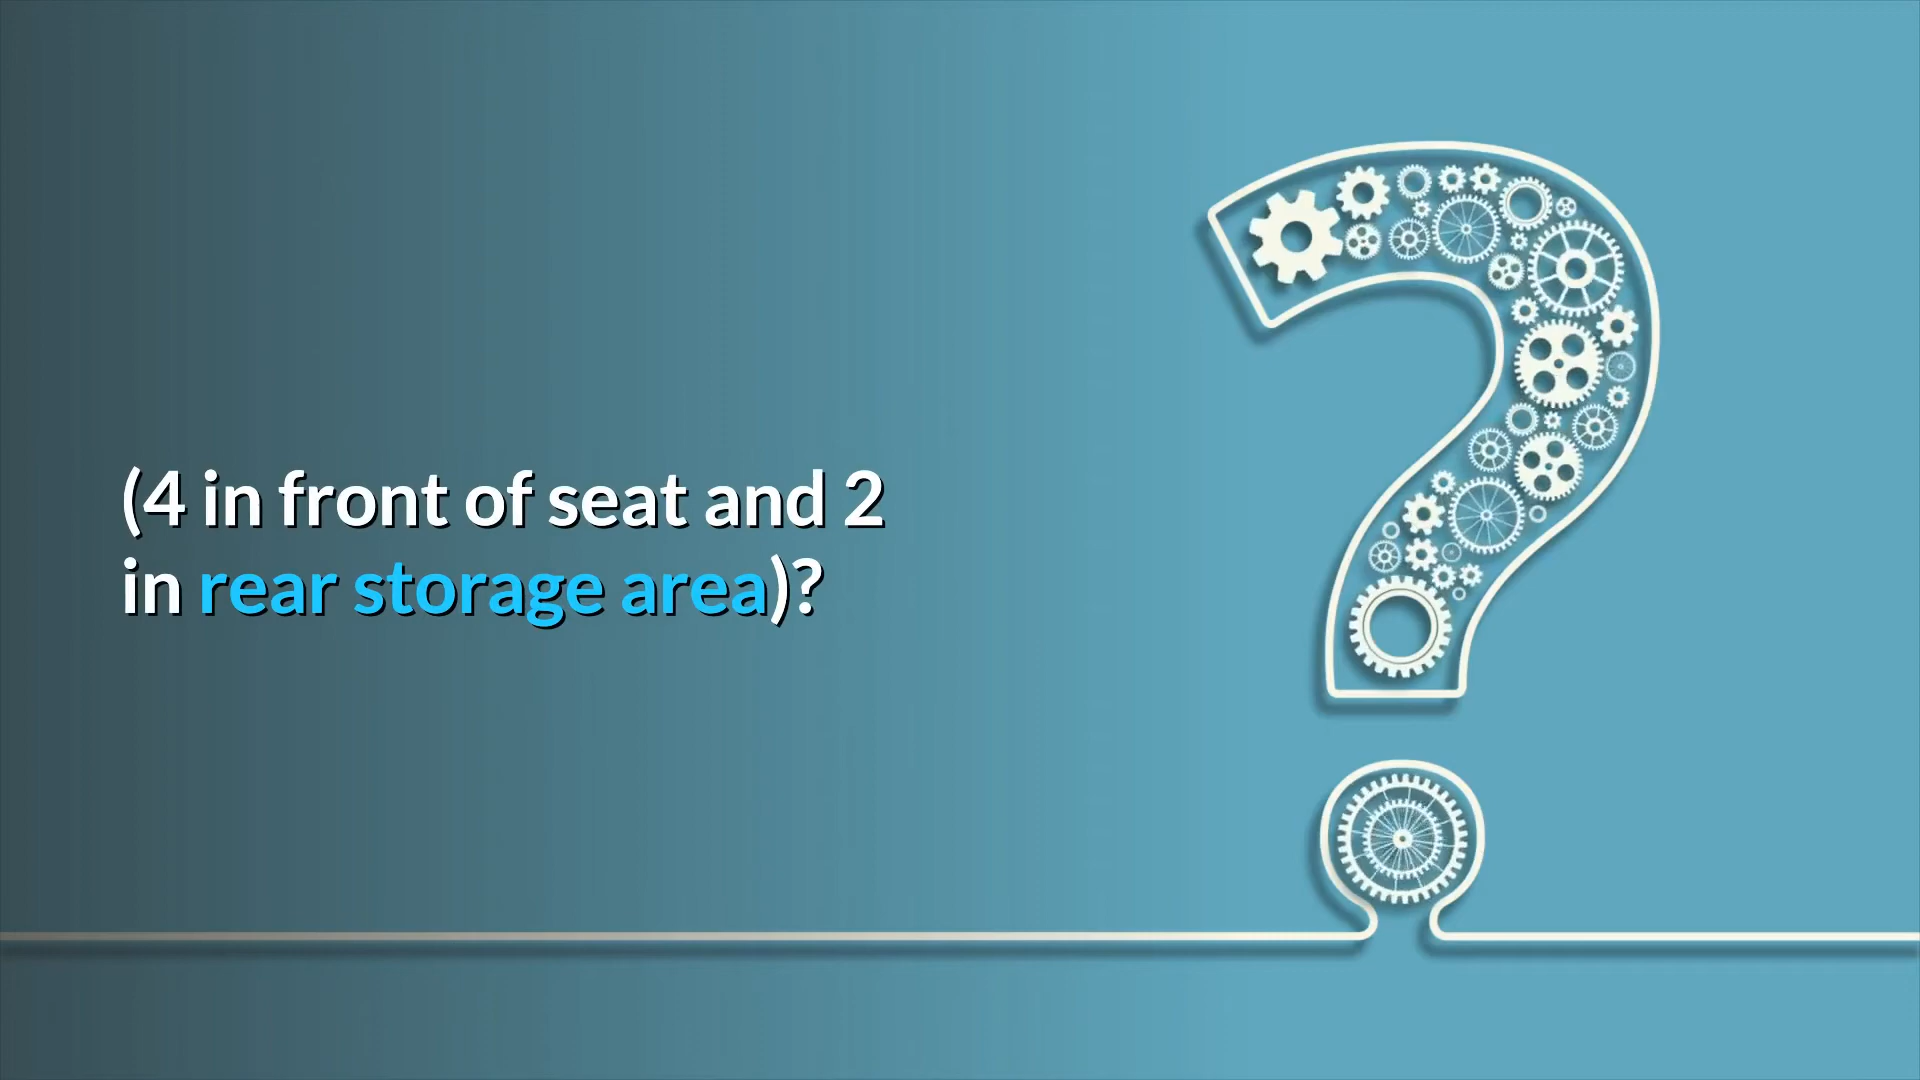 (4 in front of seat and 2
in rear storage area)?